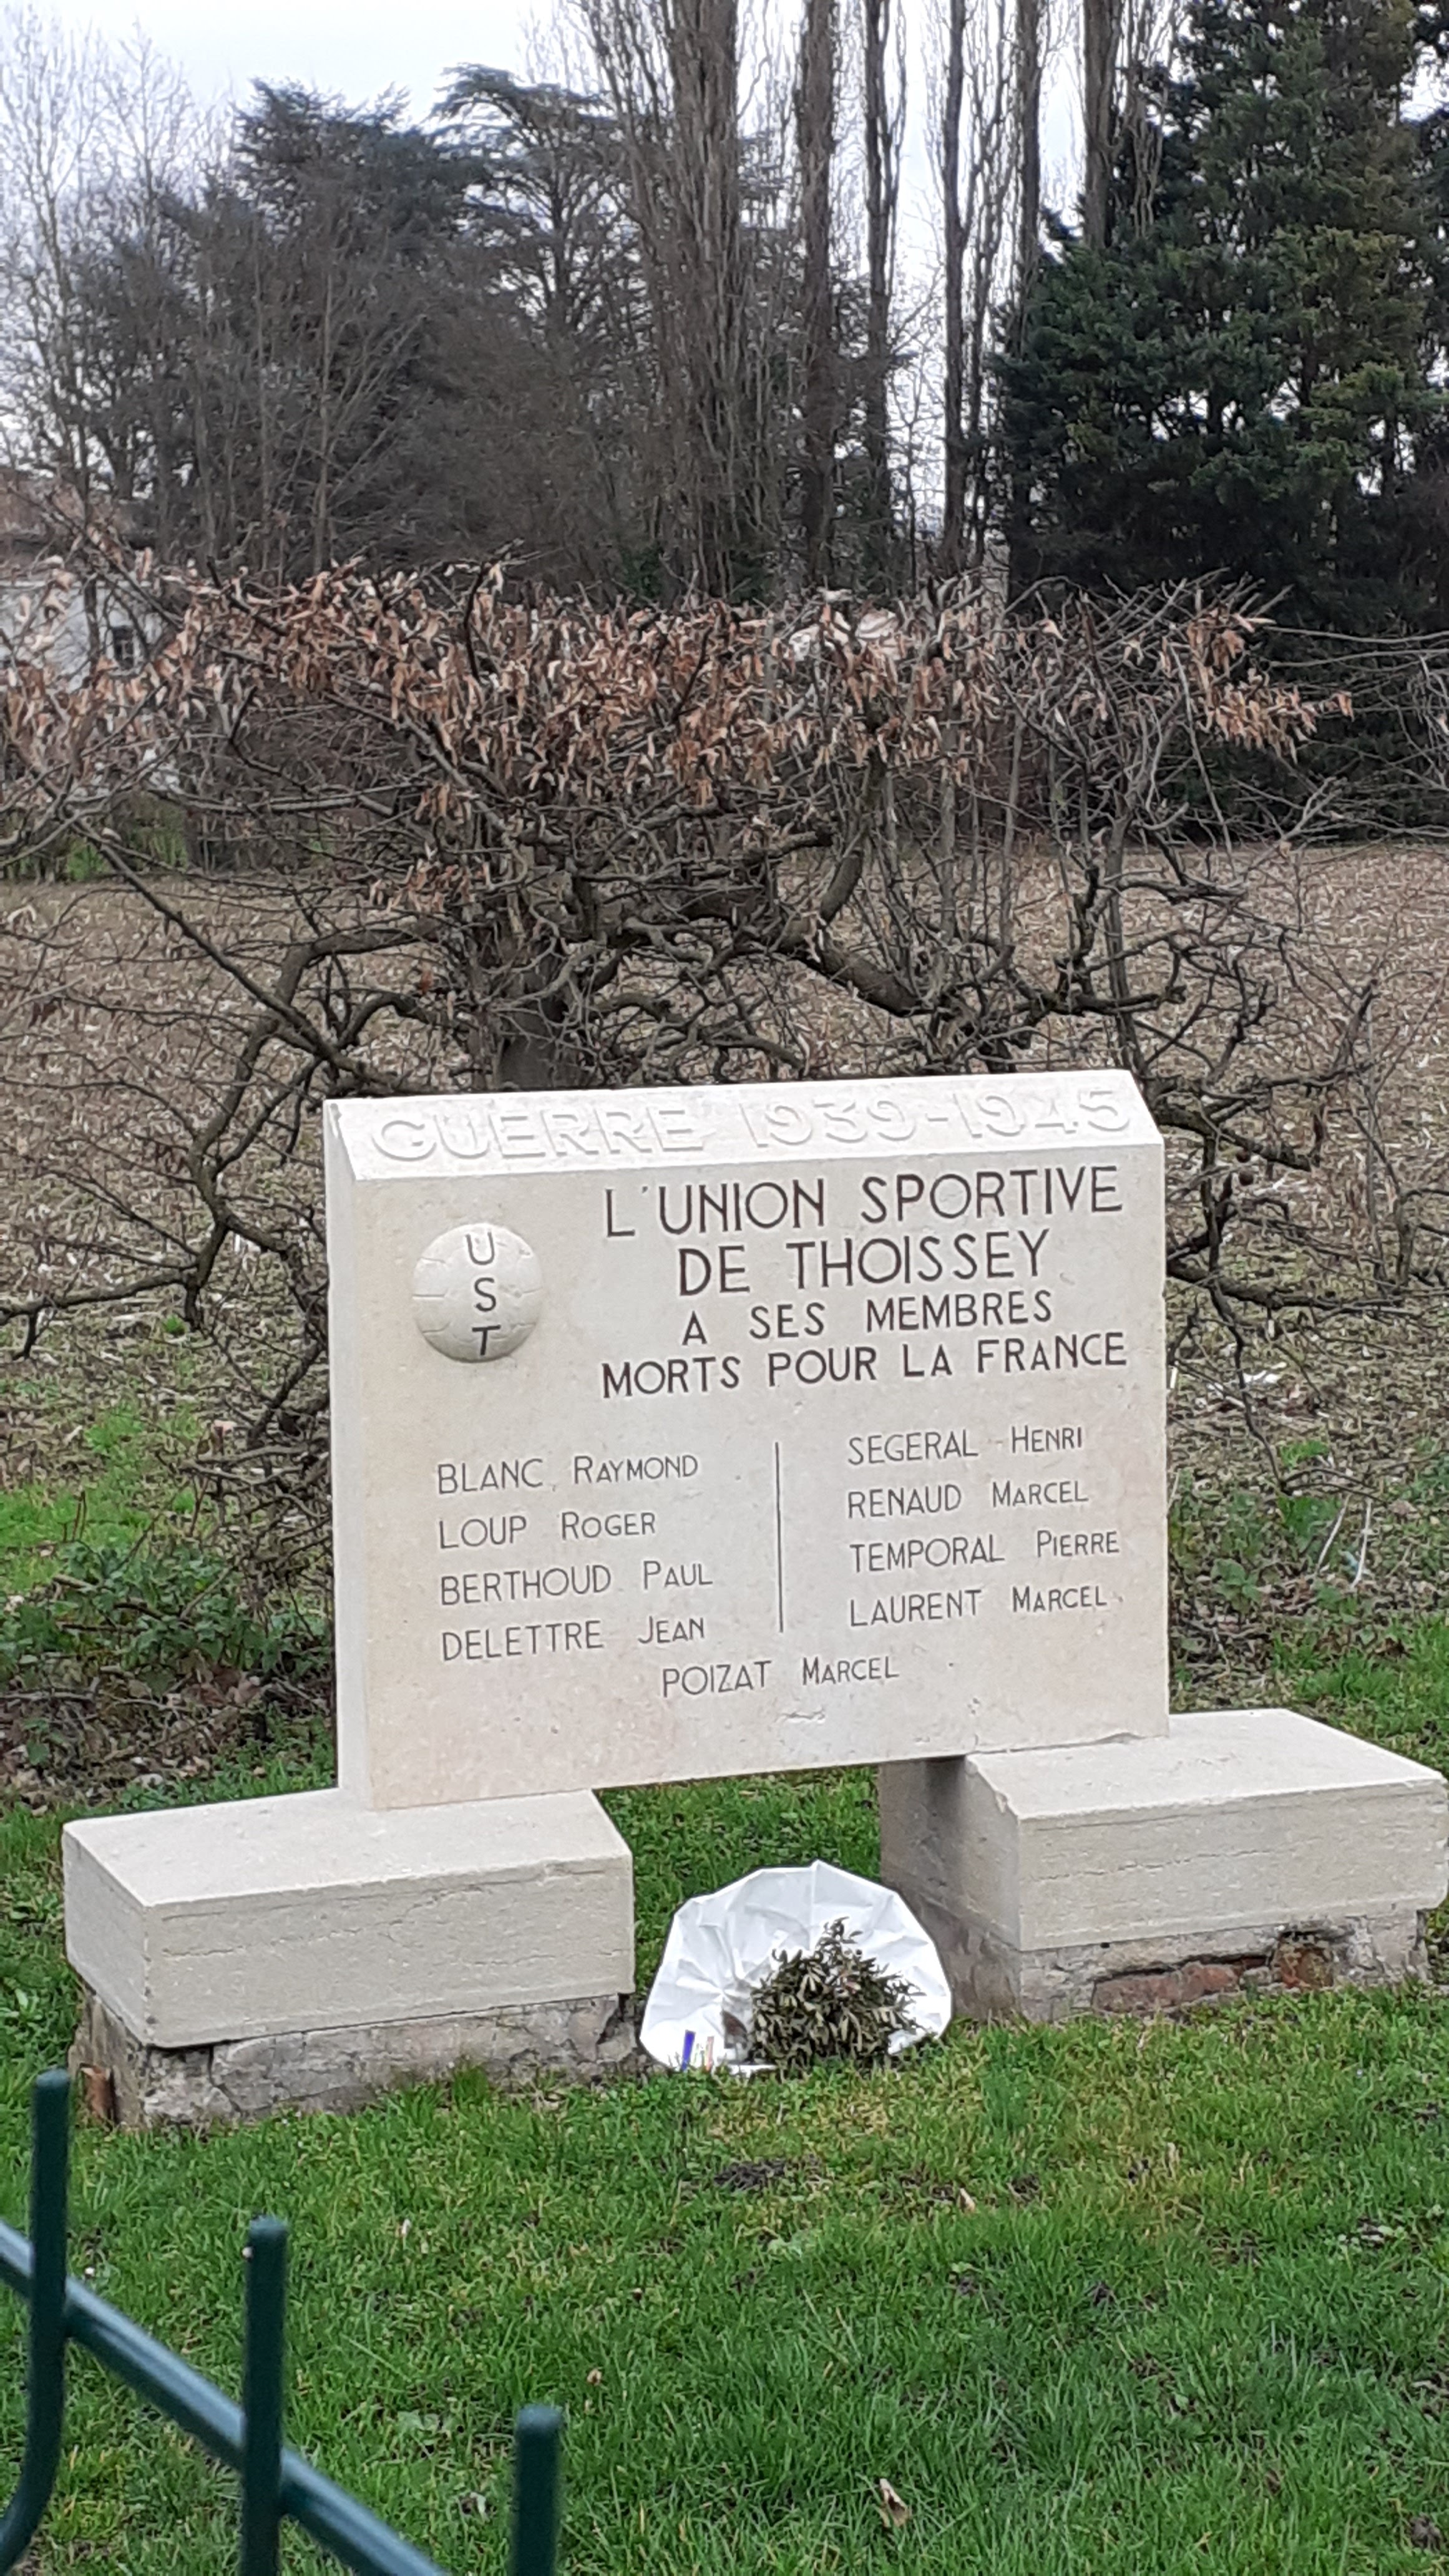 GUERRE 1939-1945
U
S
T
L'UNION SPORTIVE
DE THOISSEY
A SES MEMBRES
MORTS POUR LA FRANCE
BLANC RAYMOND
LOUP ROGER
BERTHOUD PAUL
DELETTRE JEAN
SEGERAL HENRI
RENAUD MARCEL
TEMPORAL PIERRE
LAURENT MARCEL
POIZAT MARCEL